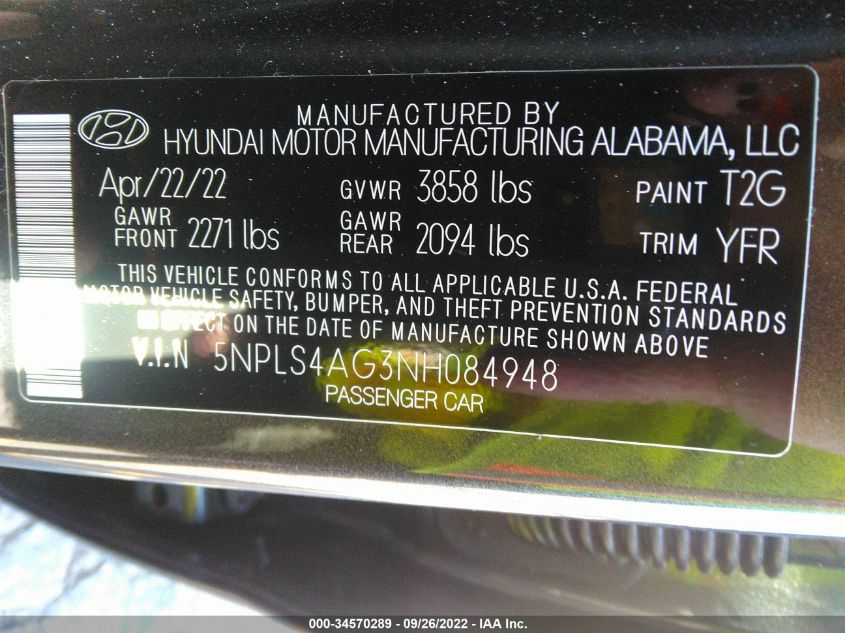 MANUFACTURED BY
HYUNDAI MOTOR MANUFACTURING ALABAMA, LLC
Apr/22/22 GVWR 3858 lbs PAINT T2G
GAWR FRONT 2271 lbs GAWR REAR 2094 lbs TRIM YFR
THIS VEHICLE CONFORMS TO ALL APPLICABLE U.S.A. FEDERAL
MOTOR VEHICLE SAFETY, BUMPER, AND THEFT PREVENTION STANDARDS
IN EFFECT ON THE DATE OF MANUFACTURE SHOWN ABOVE
V.I.N 5NPLS4AG3NH084948
PASSENGER CAR
000-34570289 - 09/26/2022 - IAA Inc.